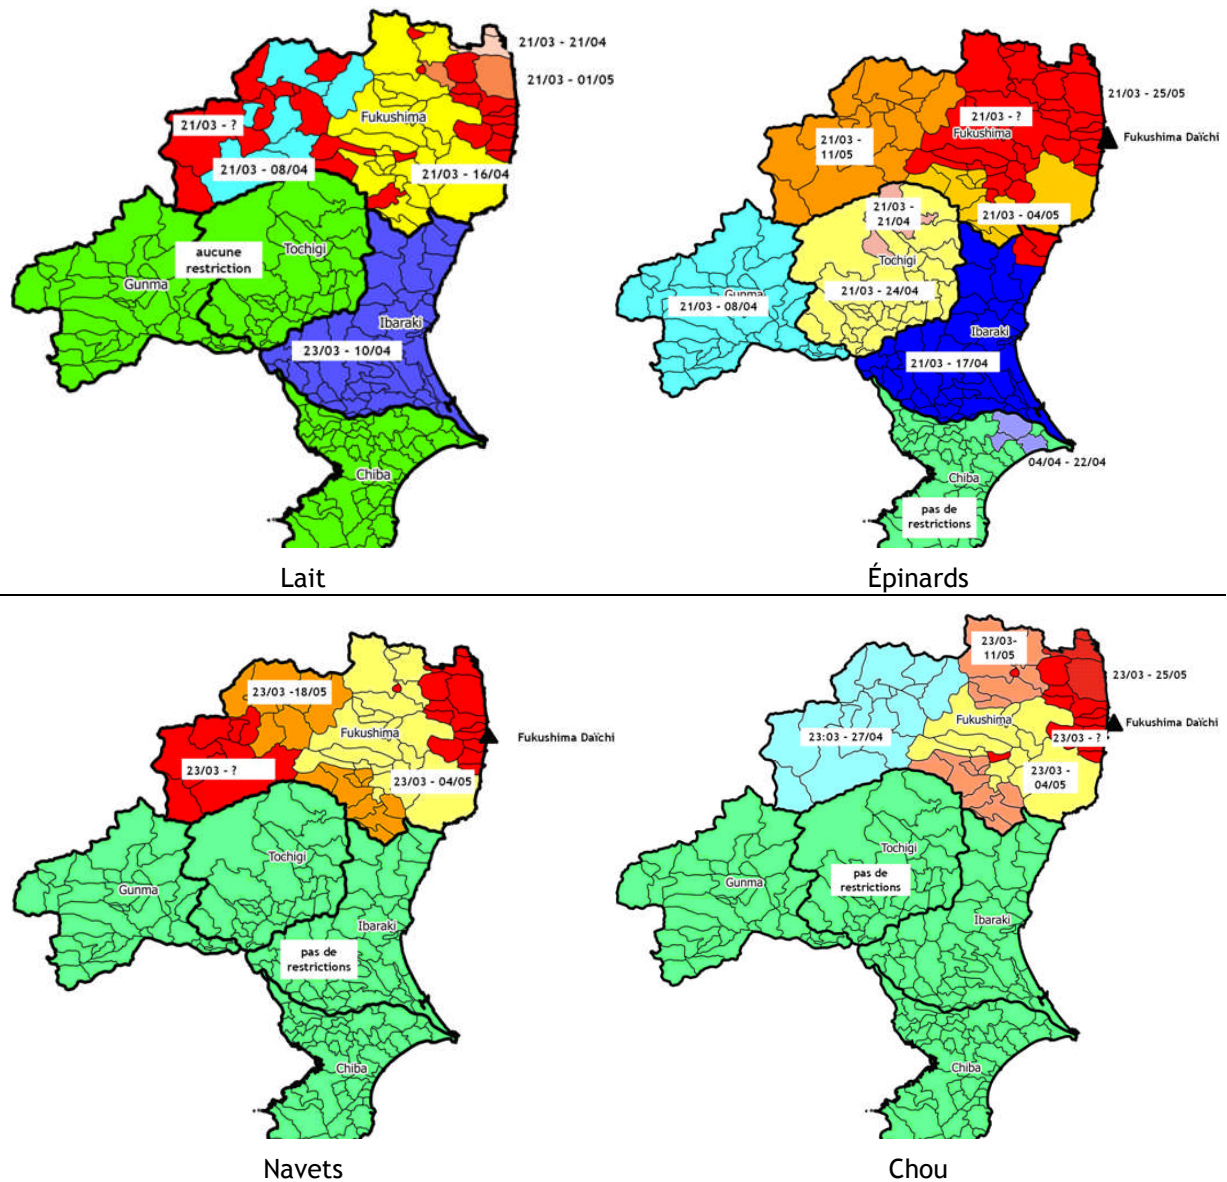 21/03 - 21/04
21/03 - 01/05
Fukushima
21/03 - ?
21/03 - 08/04
21/03 - 16/04
aucune
restriction
Tochigi
Gunma
Ibaraki
23/03 - 10/04
Chiba
Lait
21/03 - 25/05
21/03 - ?
Fukushima
Fukushima Daïchi
21/03 -
11/05
21/03 -
21/04
21/03 - 04/05
Tochigi
21/03 - 24/04
Gunma
21/03 - 08/04
Ibaraki
21/03 - 17/04
04/04 - 22/04
Chiba
pas de
restrictions
Épinards
23/03 -18/05
Fukushima
Fukushima Daïchi
23/03 - ?
23/03 - 04/05
Tochigi
Gunma
Ibaraki
pas de
restrictions
Chiba
Navets
23/03-
11/05
23/03 - 25/05
Fukushima
Fukushima Daïchi
23:03 - 27/04
23/03 - ?
23/03 -
04/05
Tochigi
pas de
restrictions
Gunma
Ibaraki
Chiba
Chou